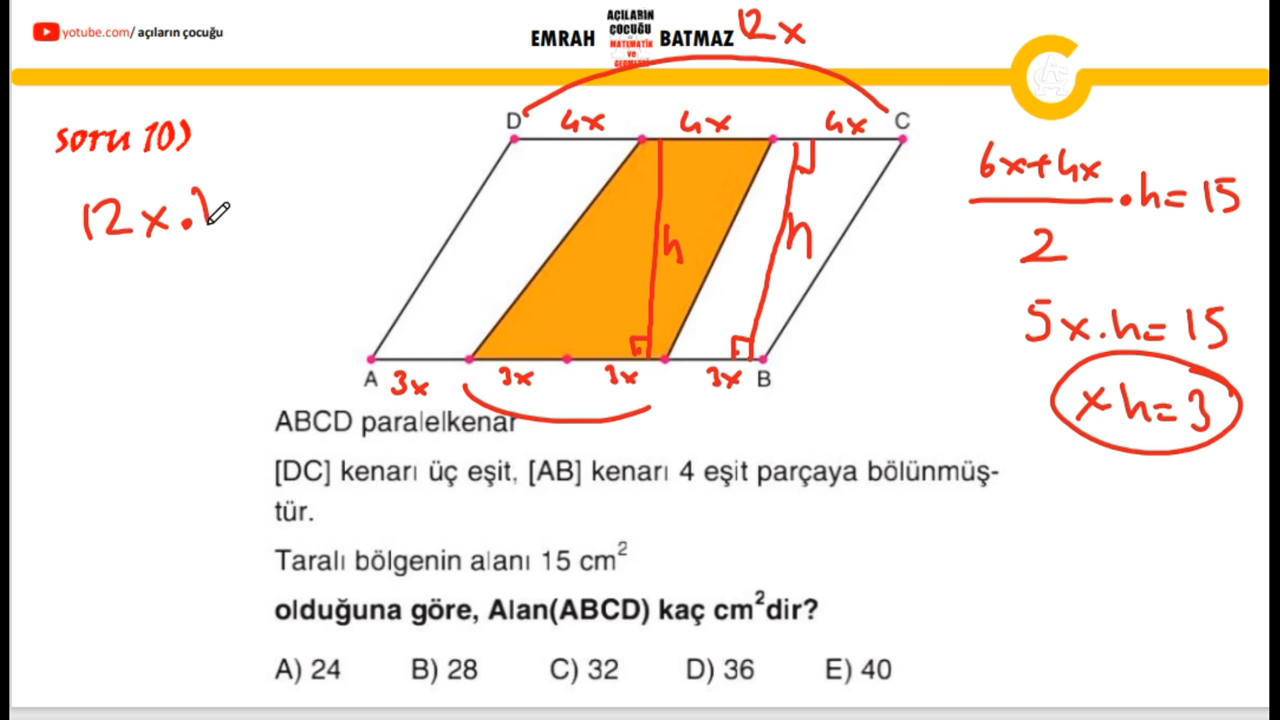 yotube.com/ açıların çocuğu
EMRAH
AÇILARIN
ÇOCUĞU
MATEMATİK
ve
BATMAZ
12x
soru 10)
12x.
D
4x
4x
4x
C
h
h
A
3x
3x
3x
3x
B
6x+4x
2
.h=15
5x.h=15
xh=3
ABCD paralelkenar
[DC] kenarı üç eşit, [AB] kenarı 4 eşit parçaya bölünmüş-
tür.
Taralı bölgenin alanı 15 cm²
olduğuna göre, Alan(ABCD) kaç cm²dir?
A) 24 B) 28 C) 32 D) 36 E) 40